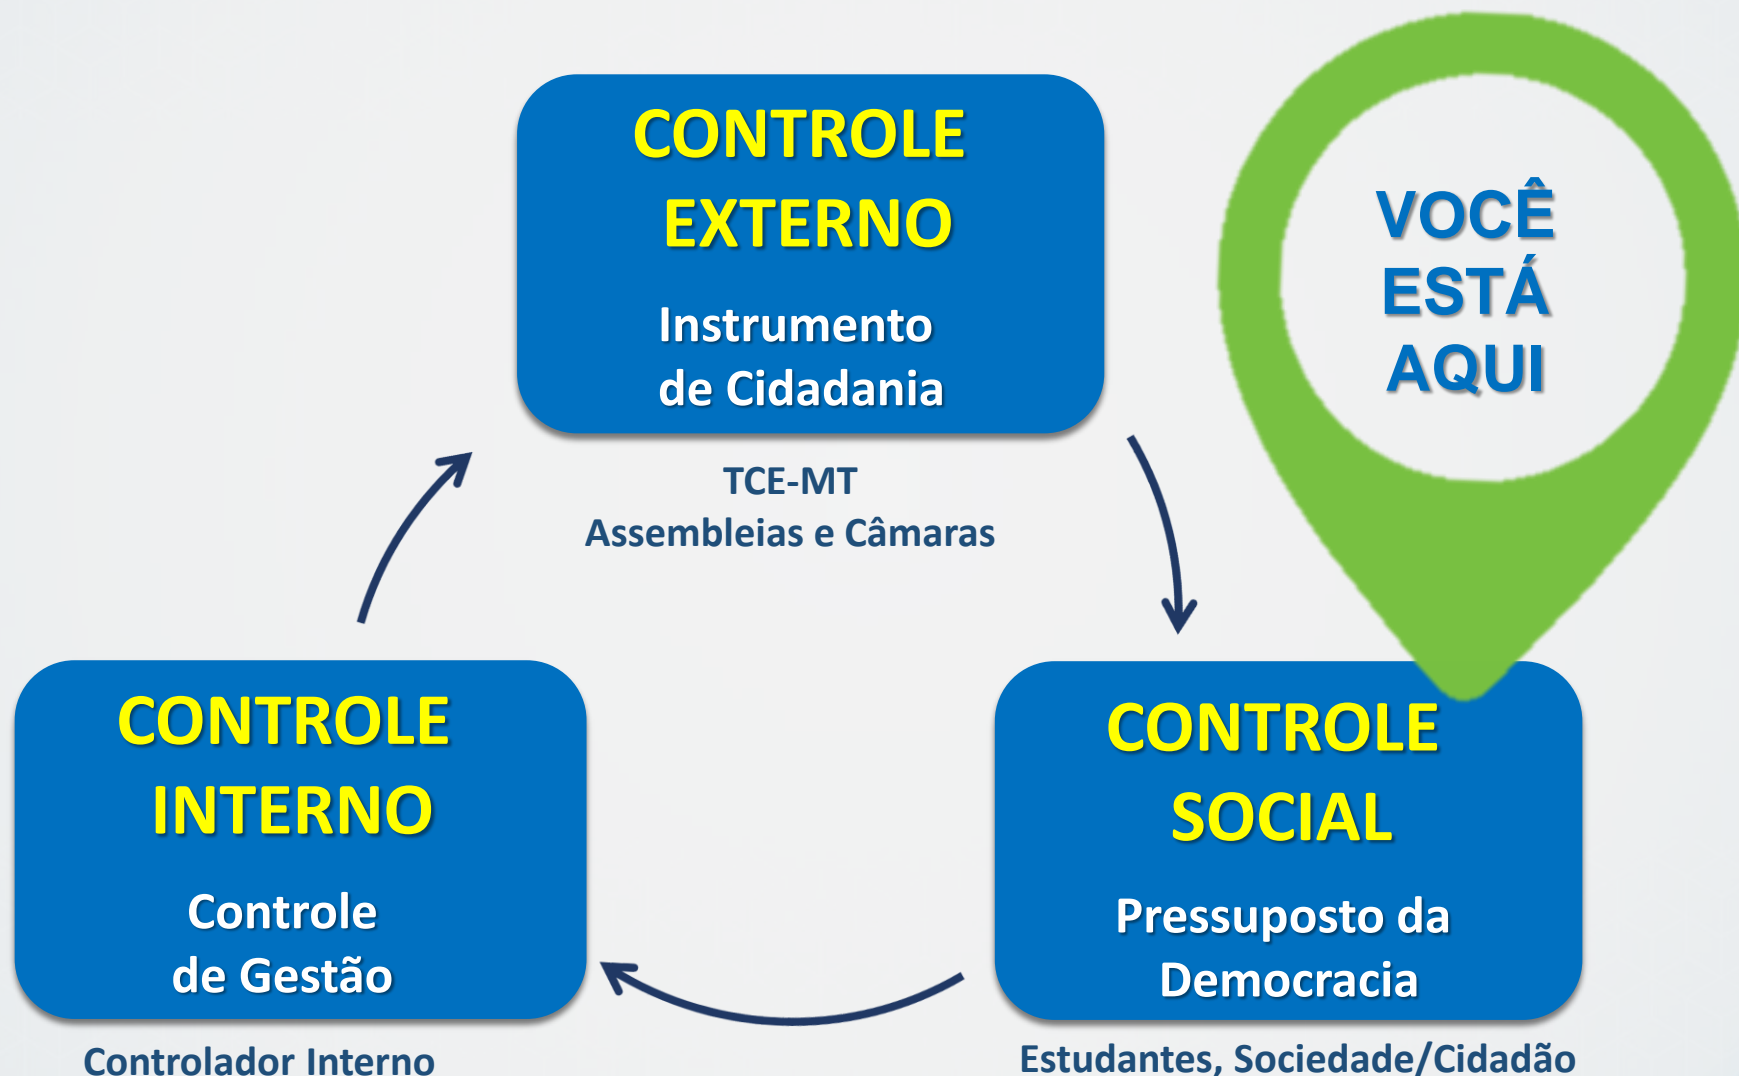 CONTROLE
EXTERNO
Instrumento
de Cidadania
TCE-MT
Assembleias e Câmaras
VOCÊ
ESTÁ
AQUI
CONTROLE
INTERNO
Controle
de Gestão
Controlador Interno
CONTROLE
SOCIAL
Pressuposto da
Democracia
Estudantes, Sociedade/Cidadão